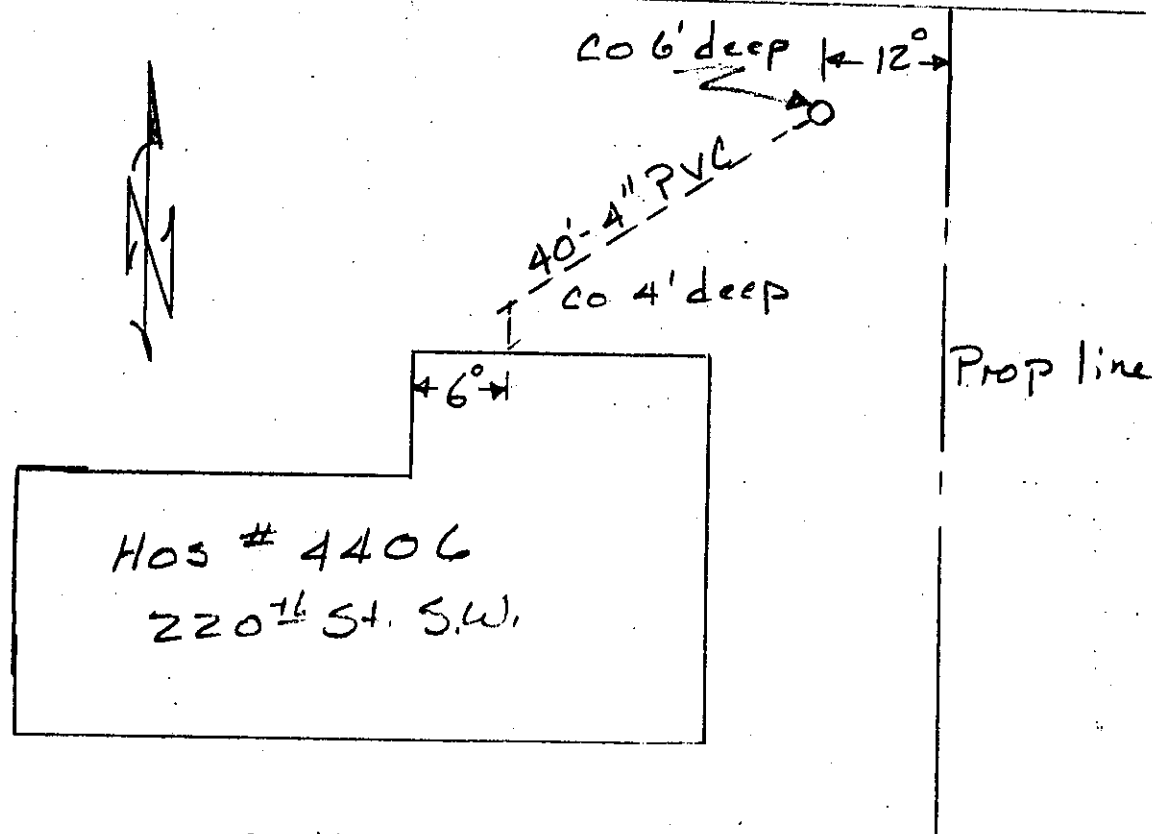 CO 6' deep
12°
40'-4" PVC
CO 4' deep
6°
Prop line
N
Hos # 4406
220th St. S.W.